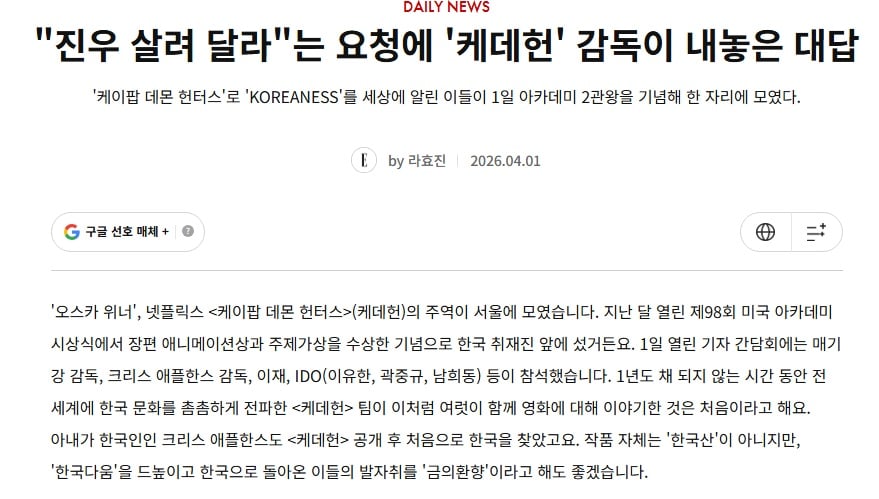 DAILY NEWS
"진우 살려 달라"는 요청에 '케데헌' 감독이 내놓은 대답
'케이팝 데몬 헌터스'로 'KOREANESS'를 세상에 알린 이들이 1일 아카데미 2관왕을 기념해 한 자리에 모였다.
E by 라효진 2026.04.01
구글 선호 매체 + ?
'오스카 위너', 넷플릭스 <케이팝 데몬 헌터스>(케데헌)의 주역이 서울에 모였습니다. 지난 달 열린 제98회 미국 아카데미
시상식에서 장편 애니메이션상과 주제가상을 수상한 기념으로 한국 취재진 앞에 섰거든요. 1일 열린 기자 간담회에는 매기
강 감독, 크리스 애플한스 감독, 이재, IDO(이유한, 곽중규, 남희동) 등이 참석했습니다. 1년도 채 되지 않는 시간 동안 전
세계에 한국 문화를 촘촘하게 전파한 <케데헌> 팀이 이처럼 여럿이 함께 영화에 대해 이야기한 것은 처음이라고 해요.
아내가 한국인인 크리스 애플한스도 <케데헌> 공개 후 처음으로 한국을 찾았고요. 작품 자체는 '한국산'이 아니지만,
'한국다움'을 드높이고 한국으로 돌아온 이들의 발자취를 '금의환향'이라고 해도 좋겠습니다.